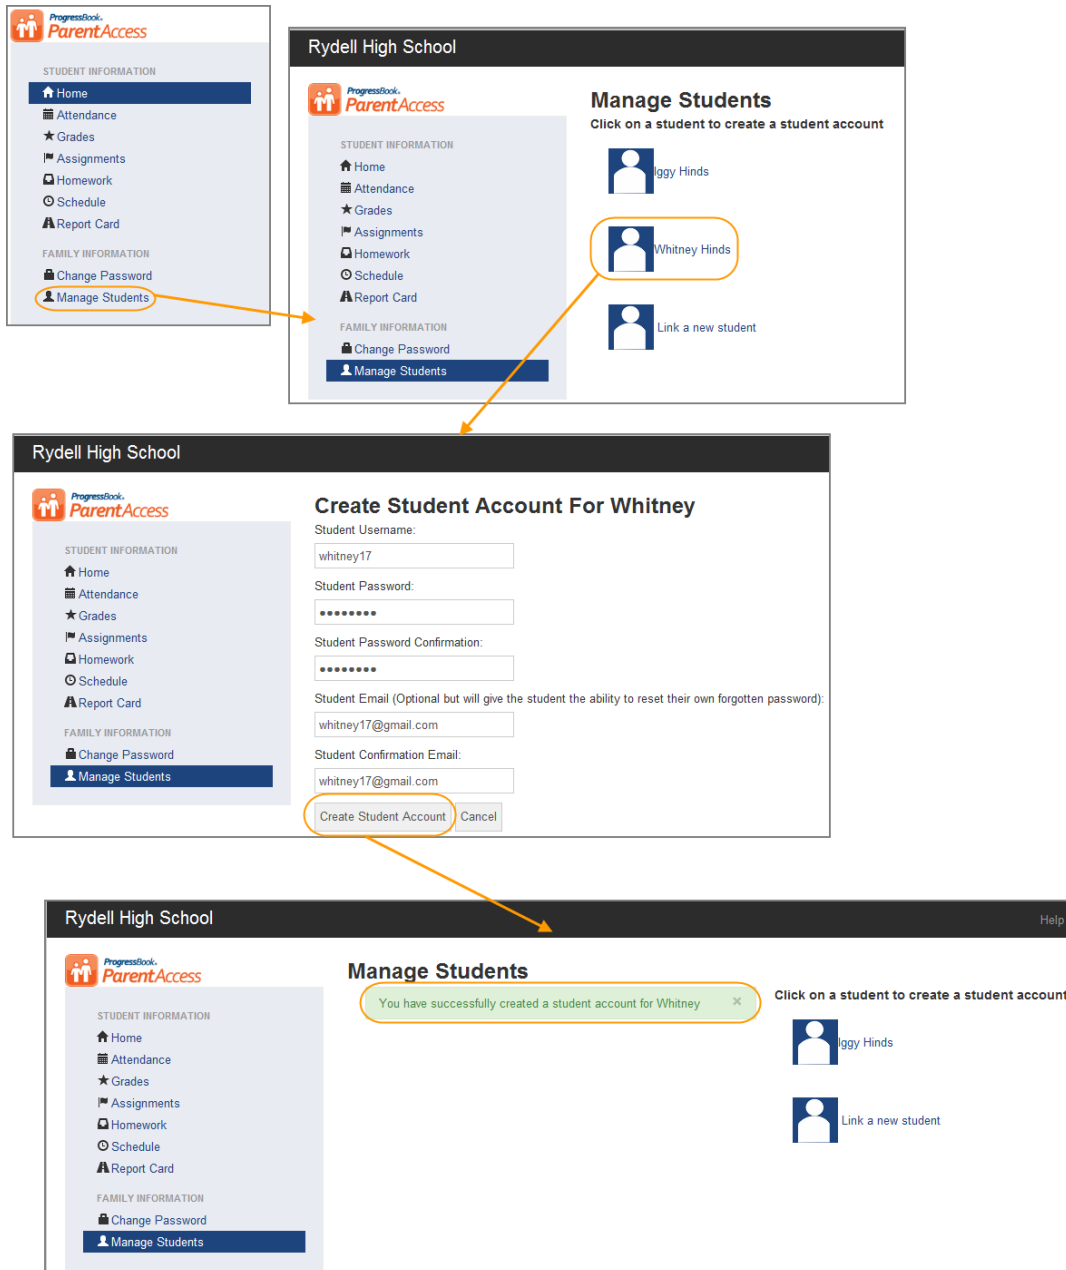 ProgressBook.
ParentAccess
STUDENT INFORMATION
Home
Attendance
Grades
Assignments
Homework
Schedule
Report Card
FAMILY INFORMATION
Change Password
Manage Students
Rydell High School
ProgressBook.
ParentAccess
STUDENT INFORMATION
Home
Attendance
Grades
Assignments
Homework
Schedule
Report Card
FAMILY INFORMATION
Change Password
Manage Students
Manage Students
Click on a student to create a student account
Iggy Hinds
Whitney Hinds
Link a new student
Rydell High School
ProgressBook.
ParentAccess
STUDENT INFORMATION
Home
Attendance
Grades
Assignments
Homework
Schedule
Report Card
FAMILY INFORMATION
Change Password
Manage Students
Create Student Account For Whitney
Student Username:
whitney17
Student Password:
••••••••
Student Password Confirmation:
••••••••
Student Email (Optional but will give the student the ability to reset their own forgotten password):
whitney17@gmail.com
Student Confirmation Email:
whitney17@gmail.com
Create Student Account Cancel
Rydell High School
Help
ProgressBook.
ParentAccess
STUDENT INFORMATION
Home
Attendance
Grades
Assignments
Homework
Schedule
Report Card
FAMILY INFORMATION
Change Password
Manage Students
Manage Students
You have successfully created a student account for Whitney ×
Click on a student to create a student account
Iggy Hinds
Link a new student